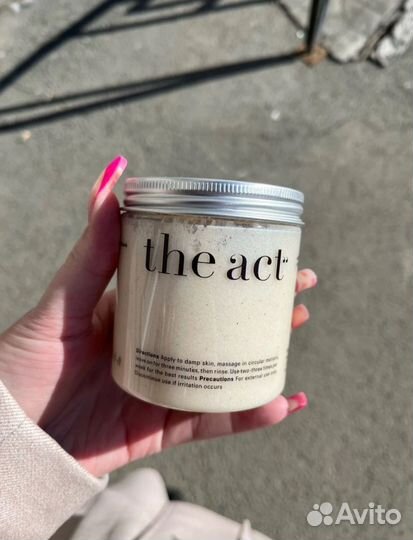 the act
Directions Apply to damp skin, massage in circular motions,
leave on for three minutes, then rinse. Use two-three times per
week for the best results Precautions For external use only.
Discontinue use if irritation occurs
Avito